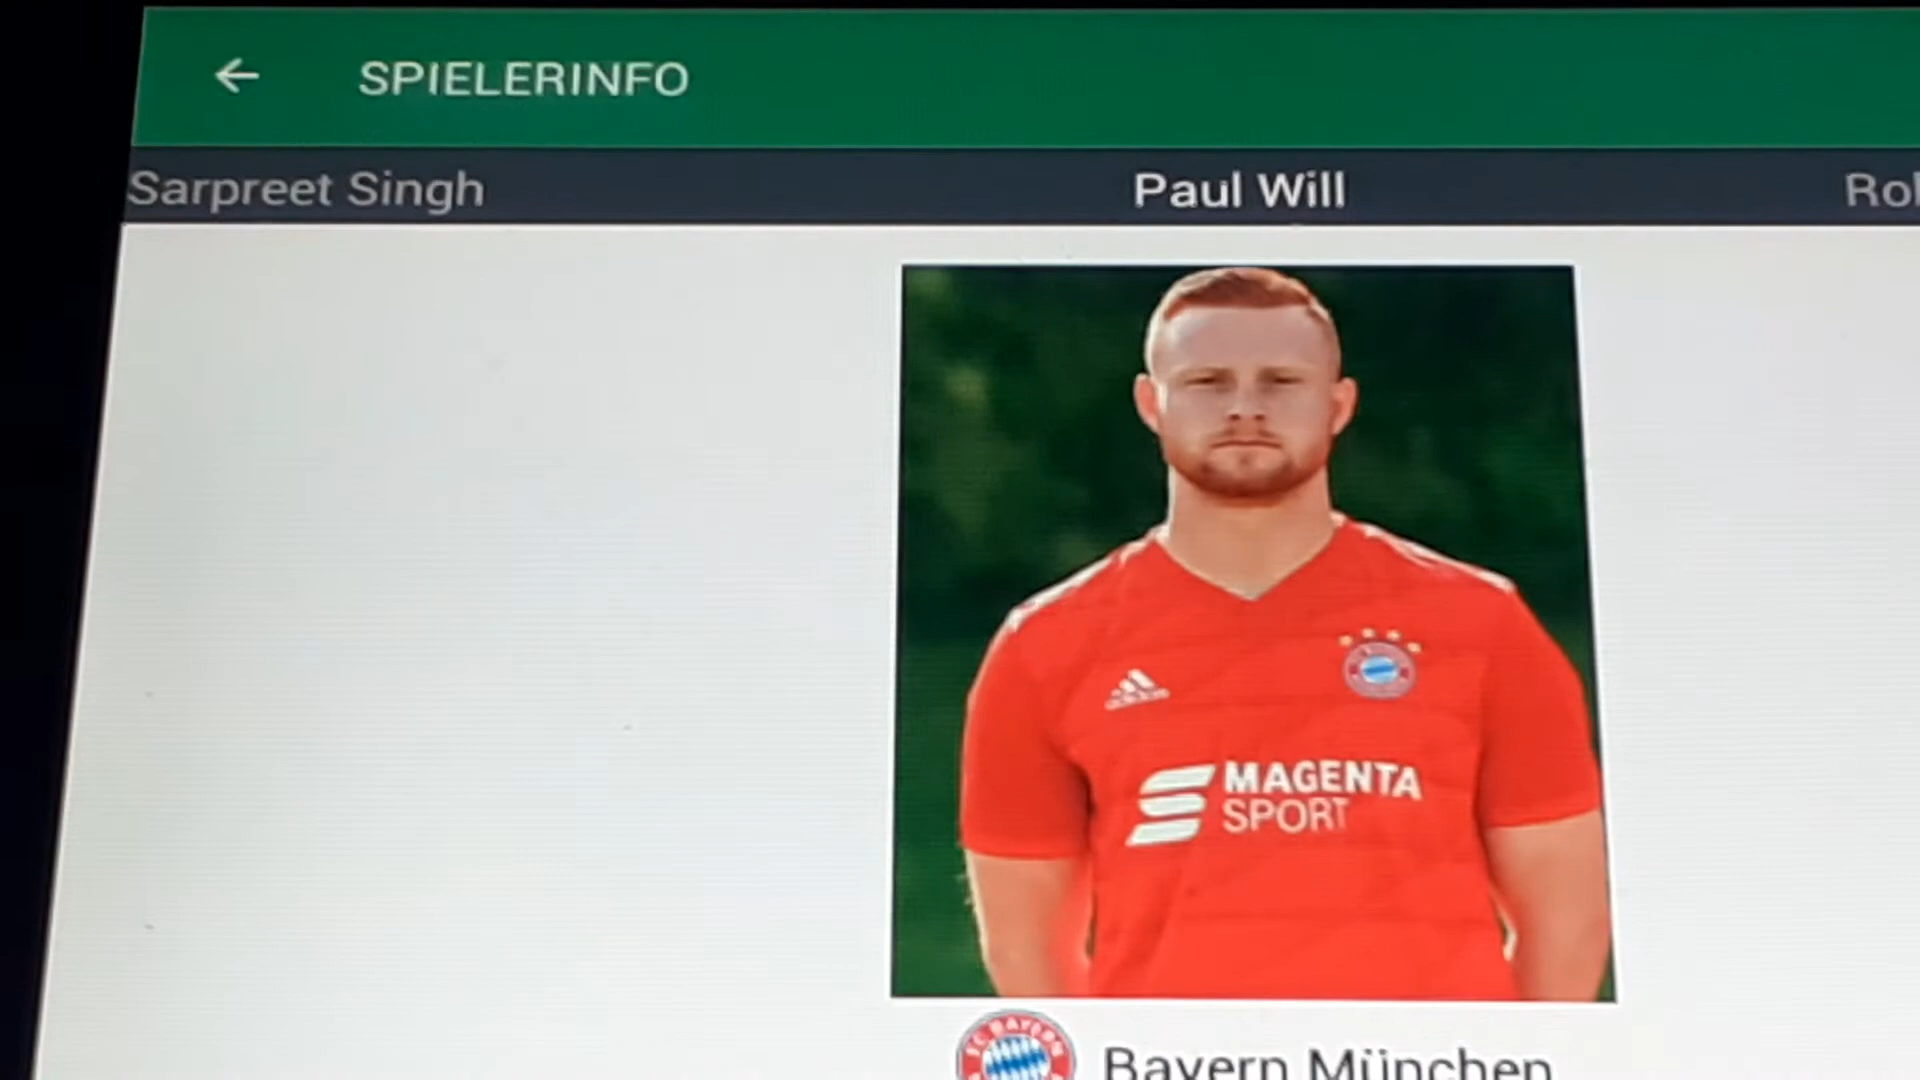 SPIELERINFO
Sarpreet Singh Paul Will
MAGENTA
SPORT
Bayern München